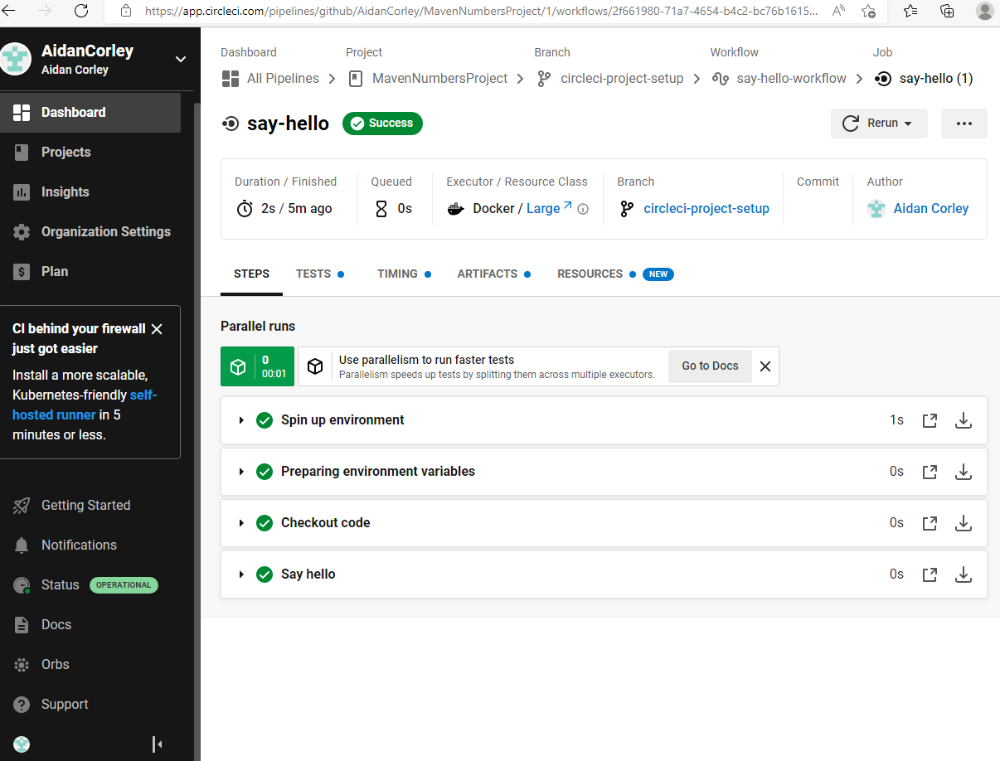 https://app.circleci.com/pipelines/github/AidanCorley/MavenNumbersProject/1/workflows/2f661980-71a7-4654-b4c2-bc76b1615...
AidanCorley
Aidan Corley
Dashboard
Projects
Insights
Organization Settings
Plan
CI behind your firewall
just got easier
Install a more scalable,
Kubernetes-friendly self-
hosted runner in 5
minutes or less.
Getting Started
Notifications
Status OPERATIONAL
Docs
Orbs
Support
Dashboard Project Branch Workflow Job
All Pipelines MavenNumbersProject circleci-project-setup say-hello-workflow say-hello (1)
say-hello Success Rerun
Duration / Finished Queued Executor / Resource Class Branch Commit Author
2s / 5m ago 0s Docker / Large circleci-project-setup Aidan Corley
STEPS TESTS TIMING ARTIFACTS RESOURCES NEW
Parallel runs
0
00:01
Use parallelism to run faster tests
Parallelism speeds up tests by splitting them across multiple executors.
Go to Docs
Spin up environment 1s
Preparing environment variables 0s
Checkout code 0s
Say hello 0s